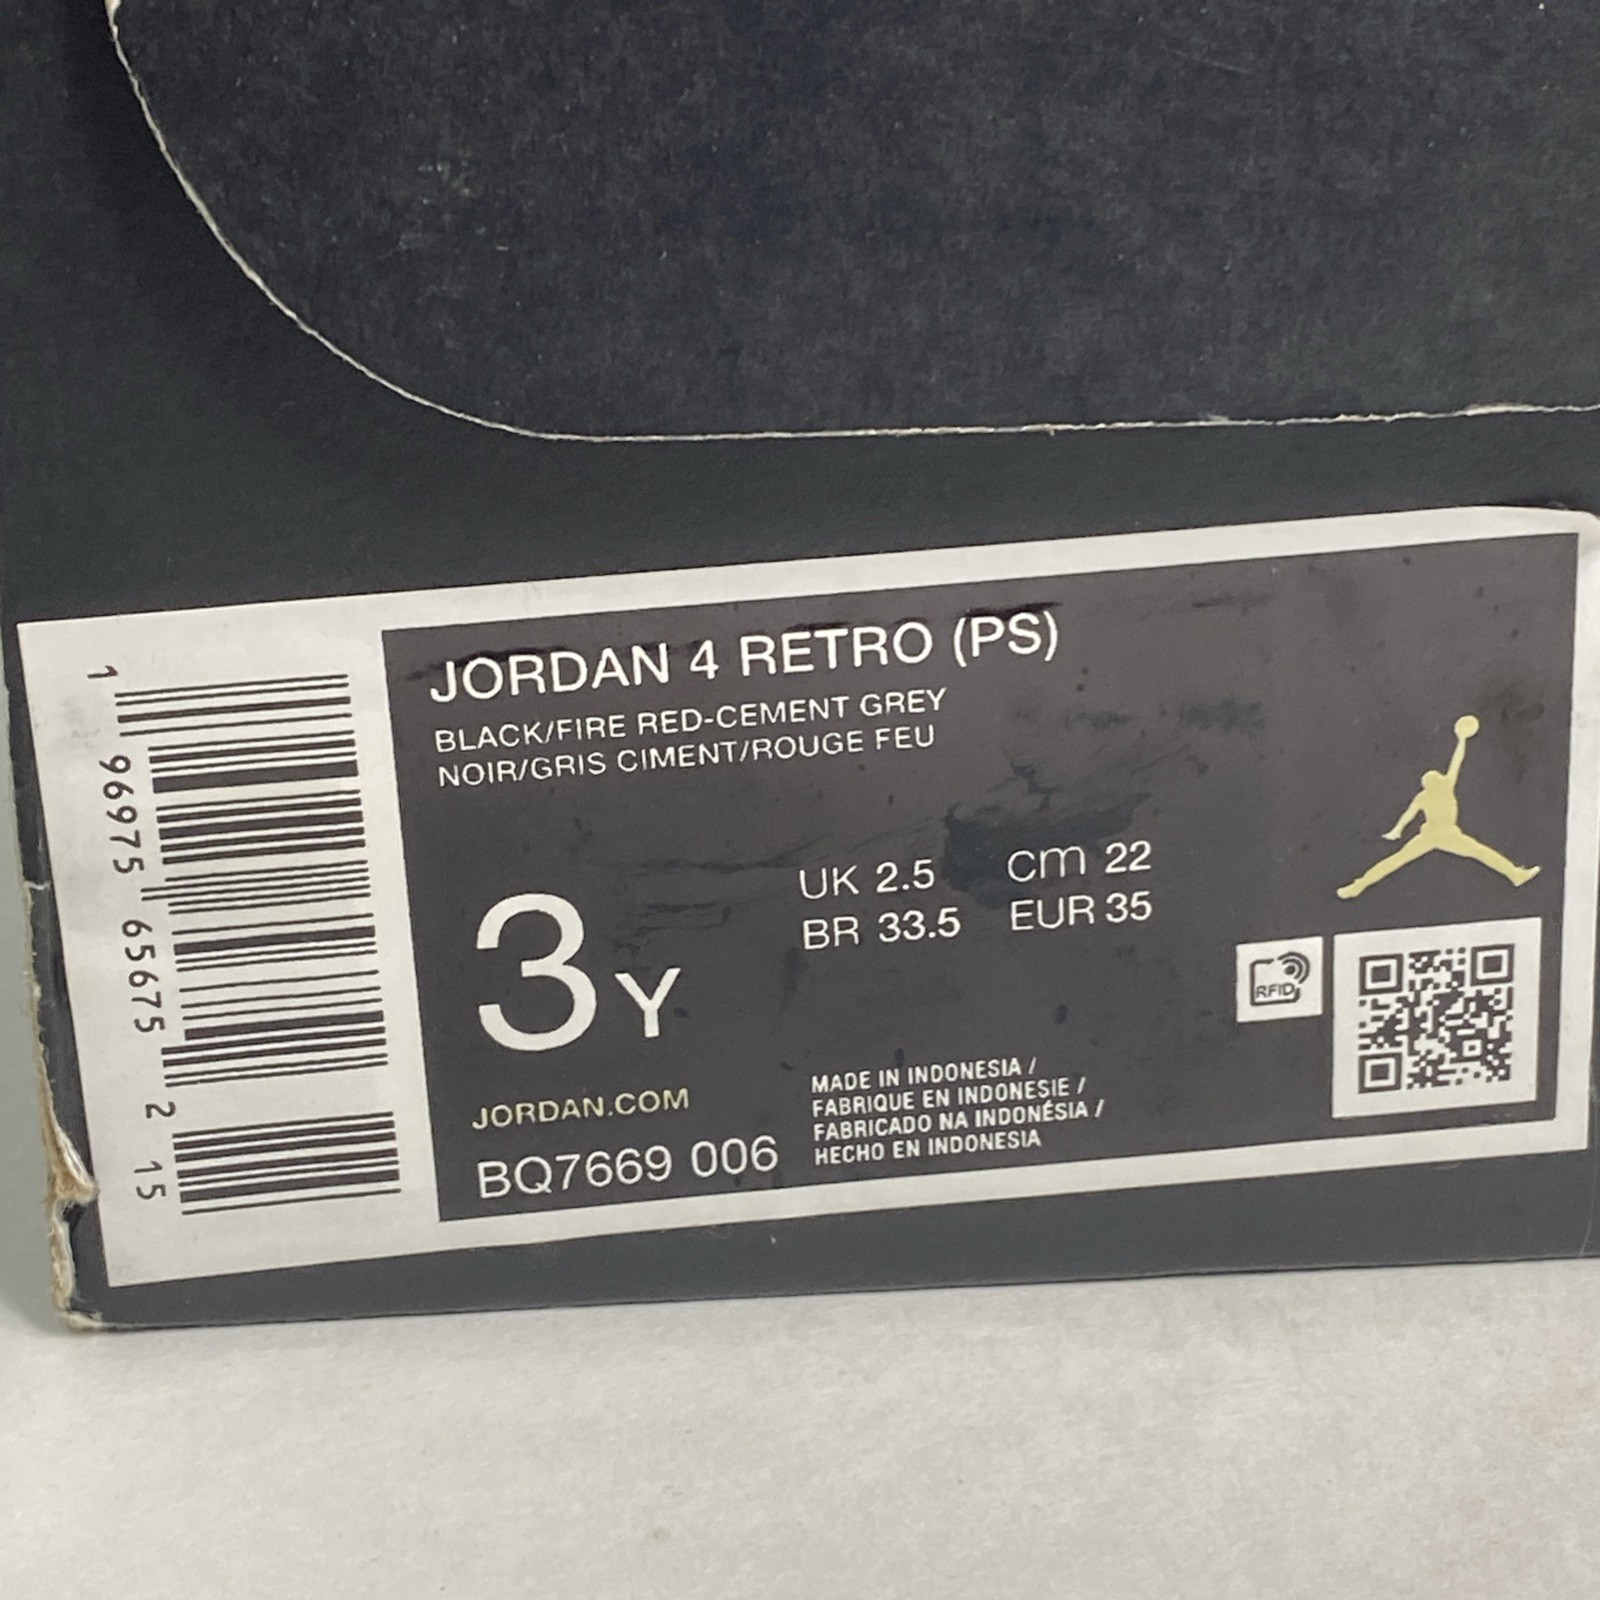 JORDAN 4 RETRO (PS)
BLACK/FIRE RED-CEMENT GREY
NOIR/GRIS CIMENT/ROUGE FEU
3Y
UK 2.5 CM 22
BR 33.5 EUR 35
RFID
JORDAN.COM
BQ7669 006
MADE IN INDONESIA /
FABRIQUE EN INDONESIE /
FABRICADO NA INDONÉSIA /
HECHO EN INDONESIA
1 96975 65675 2 15